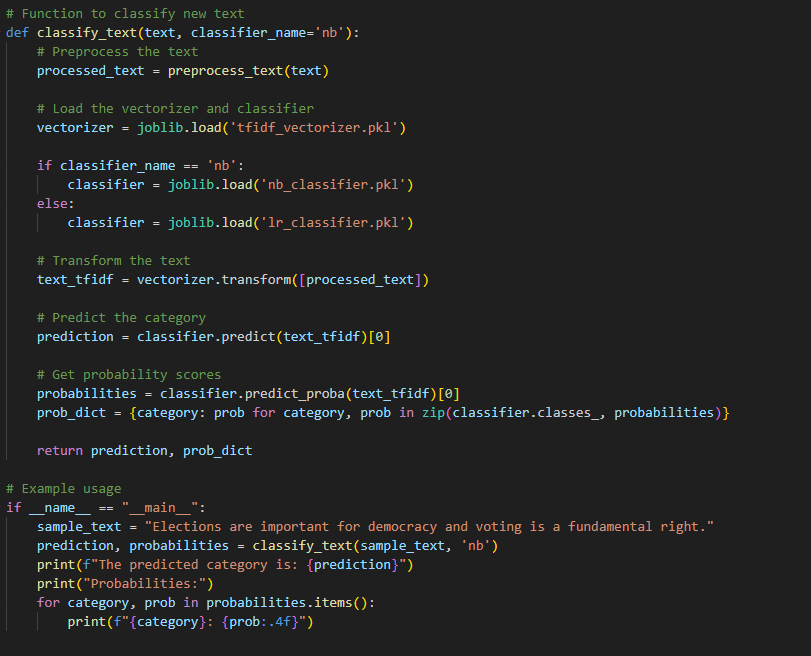 # Function to classify new text
def classify_text(text, classifier_name='nb'):
    # Preprocess the text
    processed_text = preprocess_text(text)

    # Load the vectorizer and classifier
    vectorizer = joblib.load('tfidf_vectorizer.pkl')

    if classifier_name == 'nb':
        classifier = joblib.load('nb_classifier.pkl')
    else:
        classifier = joblib.load('lr_classifier.pkl')

    # Transform the text
    text_tfidf = vectorizer.transform([processed_text])

    # Predict the category
    prediction = classifier.predict(text_tfidf)[0]

    # Get probability scores
    probabilities = classifier.predict_proba(text_tfidf)[0]
    prob_dict = {category: prob for category, prob in zip(classifier.classes_, probabilities)}

    return prediction, prob_dict

# Example usage
if __name__ == "__main__":
    sample_text = "Elections are important for democracy and voting is a fundamental right."
    prediction, probabilities = classify_text(sample_text, 'nb')
    print(f"The predicted category is: {prediction}")
    print("Probabilities:")
    for category, prob in probabilities.items():
        print(f"{category}: {prob:.4f}")